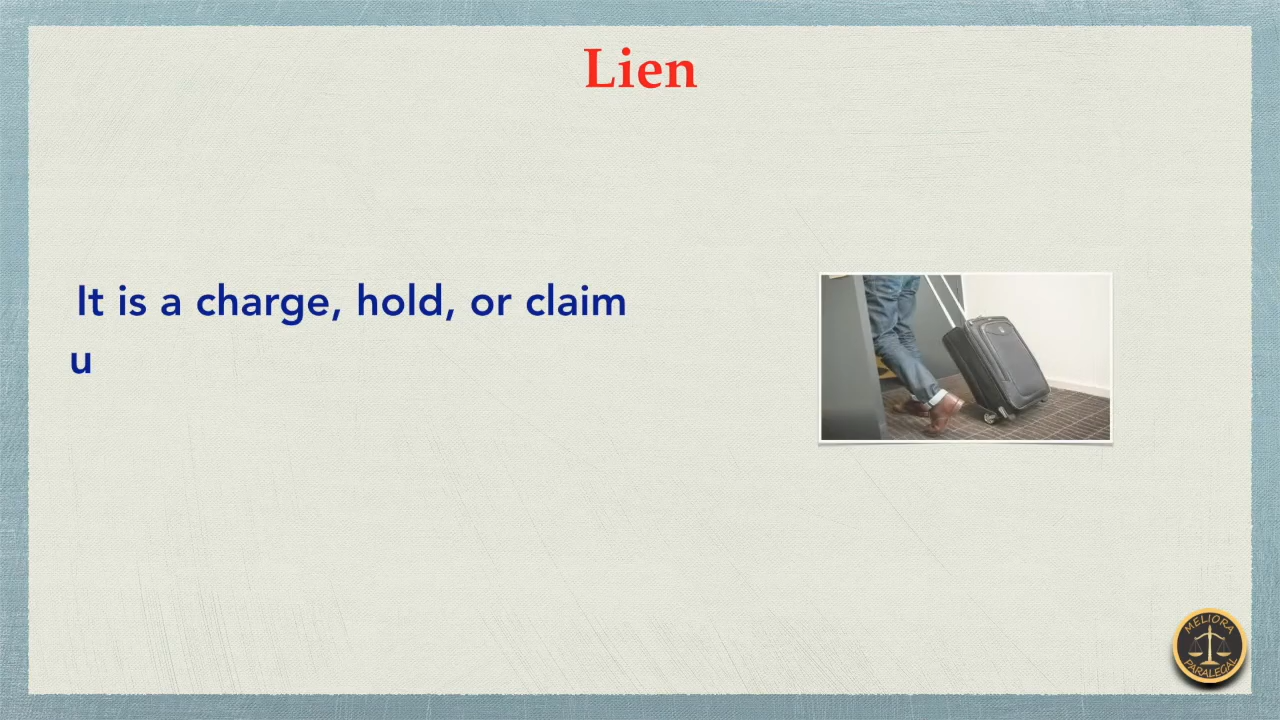 Lien
It is a charge, hold, or claim
u
MELIORA
PARALEGAL